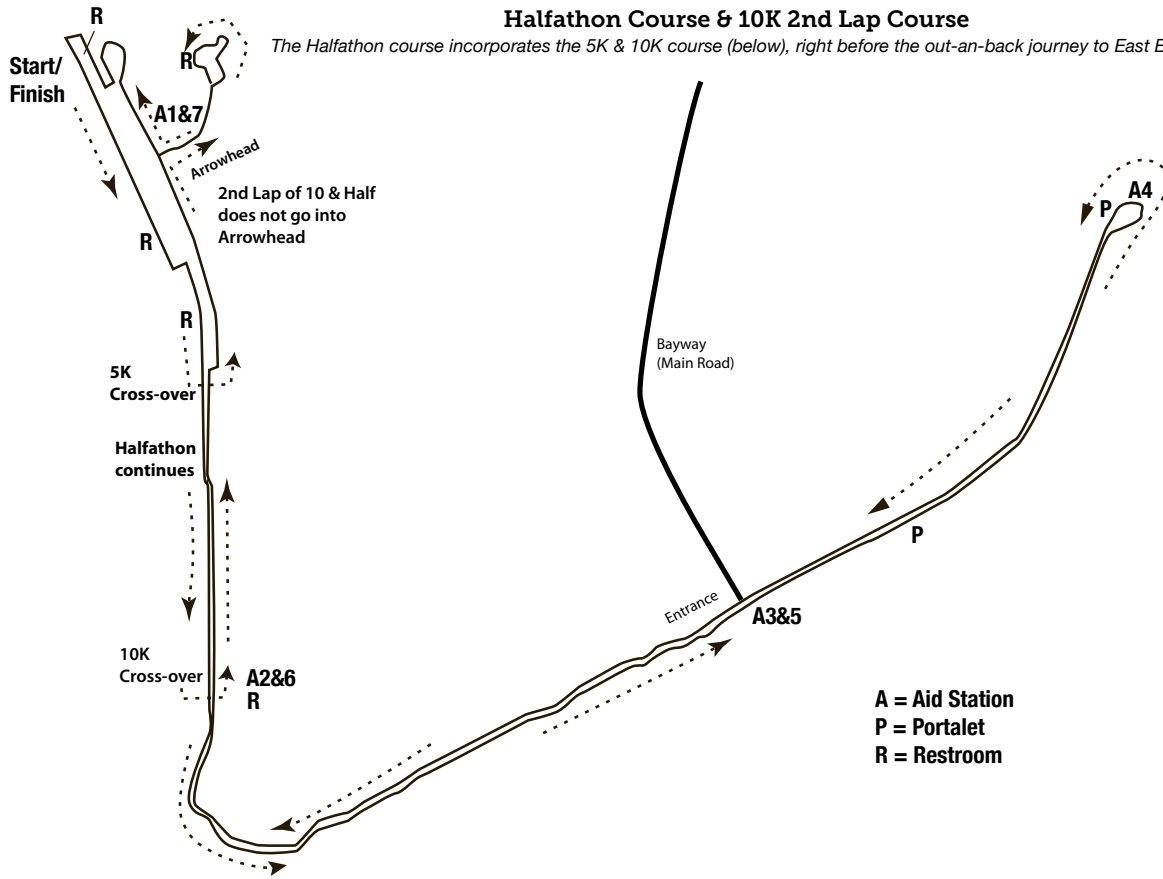 Halfathon Course & 10K 2nd Lap Course
The Halfathon course incorporates the 5K & 10K course (below), right before the out-an-back journey to East B
R
Start/
Finish
R
A1&7
Arrowhead
2nd Lap of 10 & Half
does not go into
Arrowhead
R
R
5K
Cross-over
Halfathon
continues
10K
Cross-over
A2&6
R
Bayway
(Main Road)
Entrance
A3&5
P
P
A4
A = Aid Station
P = Portalet
R = Restroom